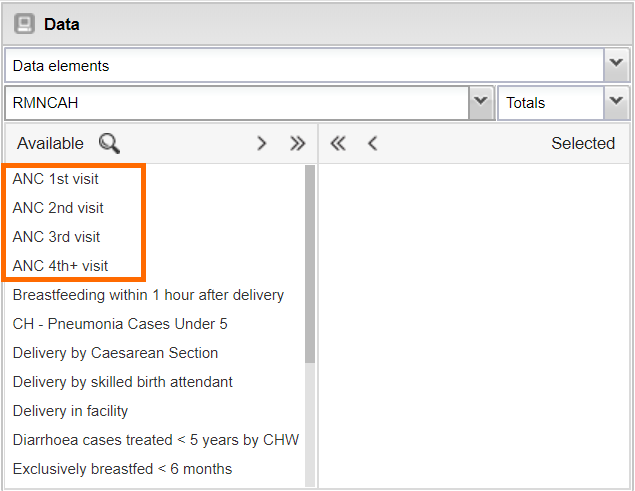 Data
Data elements
RMNCAH Totals
Available Selected
ANC 1st visit
ANC 2nd visit
ANC 3rd visit
ANC 4th+ visit
Breastfeeding within 1 hour after delivery
CH - Pneumonia Cases Under 5
Delivery by Caesarean Section
Delivery by skilled birth attendant
Delivery in facility
Diarrhoea cases treated < 5 years by CHW
Exclusively breastfed < 6 months